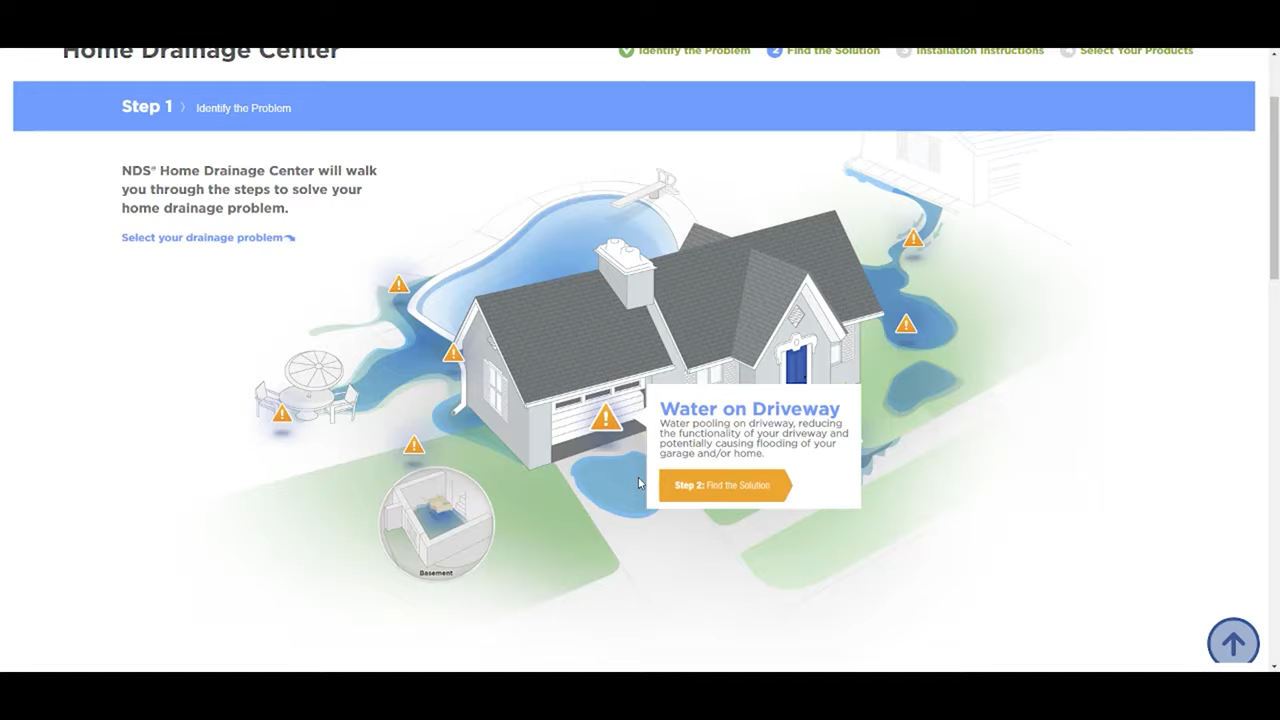 Home Drainage Center
Identify the Problem
2 Find the Solution
Installation Instructions
Select Your Products
Step 1 〉 Identify the Problem
NDS® Home Drainage Center will walk
you through the steps to solve your
home drainage problem.
Select your drainage problem
Water on Driveway
Water pooling on driveway, reducing
the functionality of your driveway and
potentially causing flooding of your
garage and/or home.
Step 2: Find the Solution
Basement